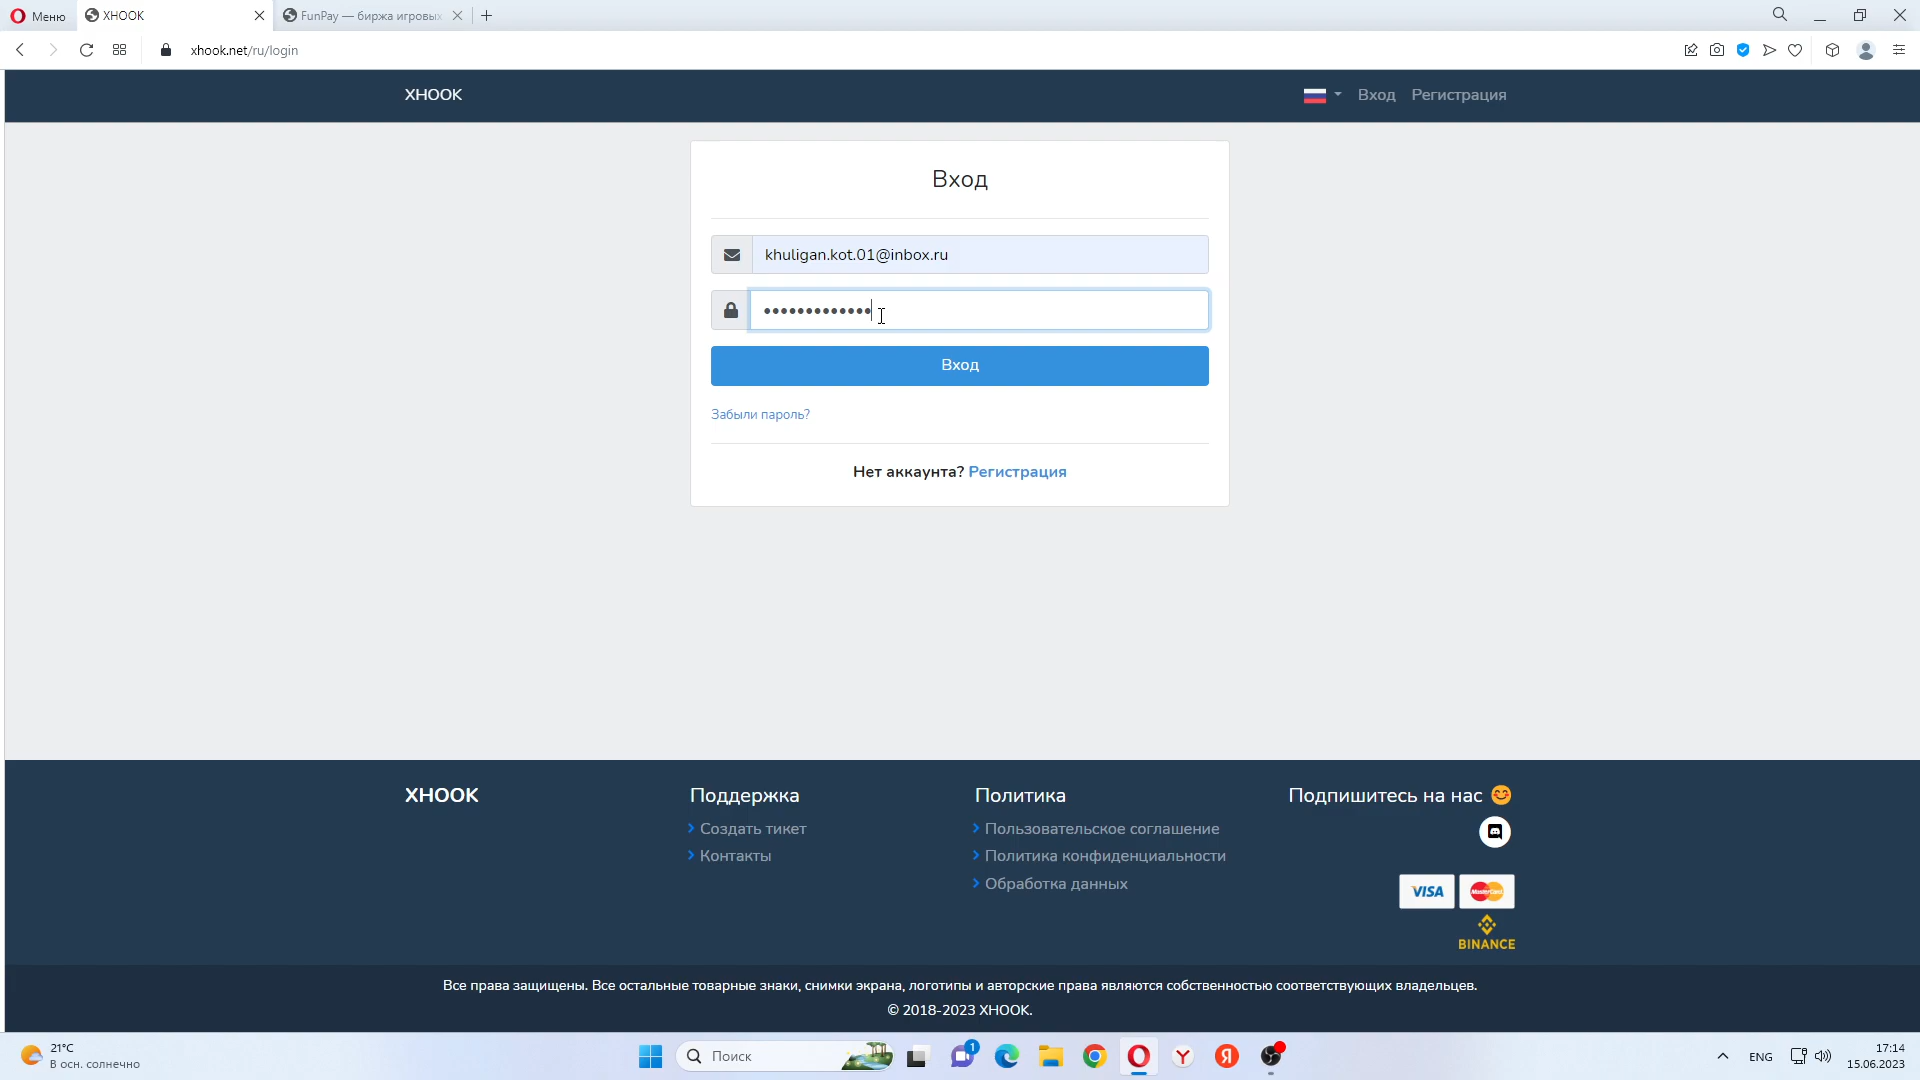 Меню
XHOOK
FunPay — биржа игровых
xhook.net/ru/login
XHOOK
Вход
Регистрация
Вход
khuligan.kot.01@inbox.ru
•••••••••••••
Вход
Забыли пароль?
Нет аккаунта? Регистрация
XHOOK
Поддержка
Создать тикет
Контакты
Политика
Пользовательское соглашение
Политика конфиденциальности
Обработка данных
Подпишитесь на нас 😊
VISA
MasterCard
BINANCE
Все права защищены. Все остальные товарные знаки, снимки экрана, логотипы и авторские права являются собственностью соответствующих владельцев.
© 2018-2023 XHOOK.
21°C
В осн. солнечно
Поиск
1
ENG
17:14
15.06.2023